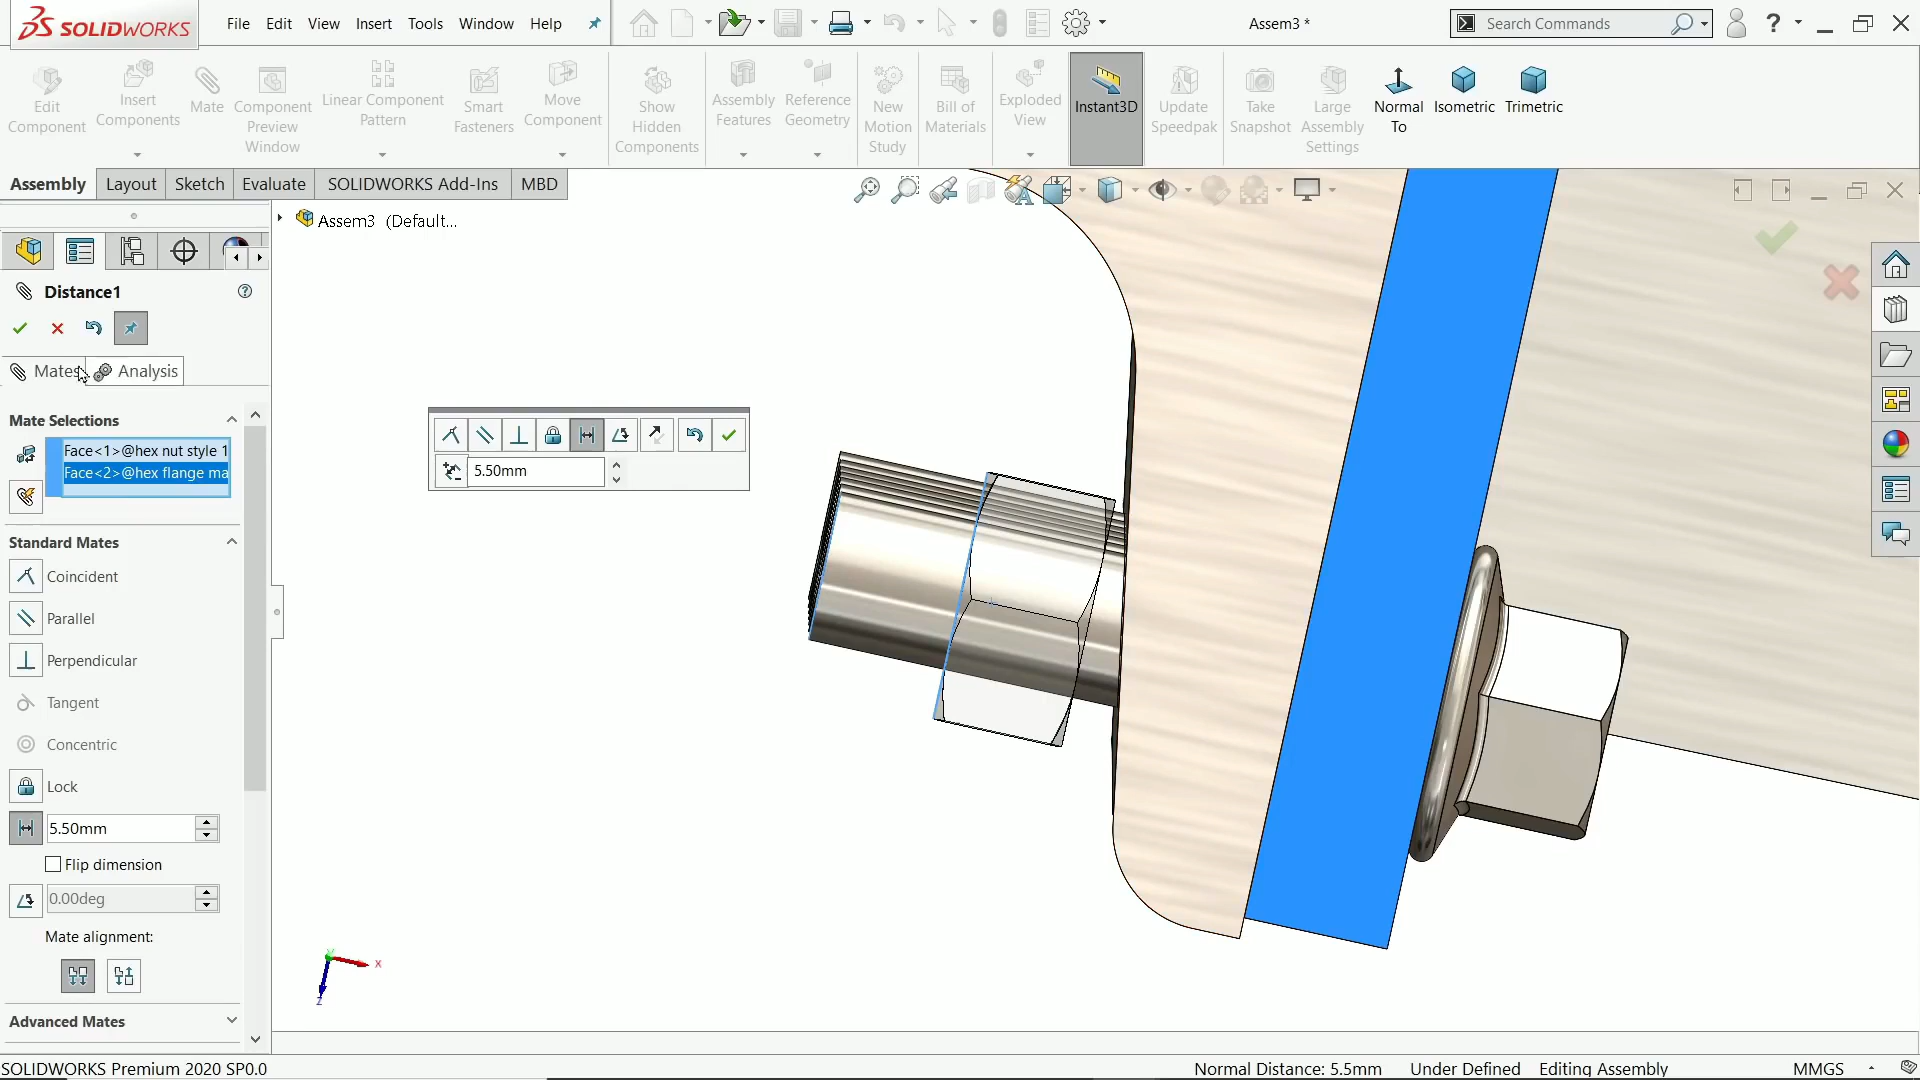 SOLIDWORKS
File Edit View Insert Tools Window Help
Assem3 *
Search Commands
?
Edit Component
Insert Components
Mate
Component Preview Window
Linear Component Pattern
Smart Fasteners
Move Component
Show Hidden Components
Assembly Features
Reference Geometry
New Motion Study
Bill of Materials
Exploded View
Instant3D
Update Speedpak
Take Snapshot
Large Assembly Settings
Normal To
Isometric
Trimetric
Assembly Layout Sketch Evaluate SOLIDWORKS Add-Ins MBD
Assem3 (Default...
Distance1
Mates Analysis
Mate Selections
Face<1>@hex nut style 1
Face<2>@hex flange ma
5.50mm
Standard Mates
Coincident
Parallel
Perpendicular
Tangent
Concentric
Lock
5.50mm
Flip dimension
0.00deg
Mate alignment:
Advanced Mates
Y
X
Z
SOLIDWORKS Premium 2020 SP0.0
Normal Distance: 5.5mm Under Defined Editing Assembly MMGS